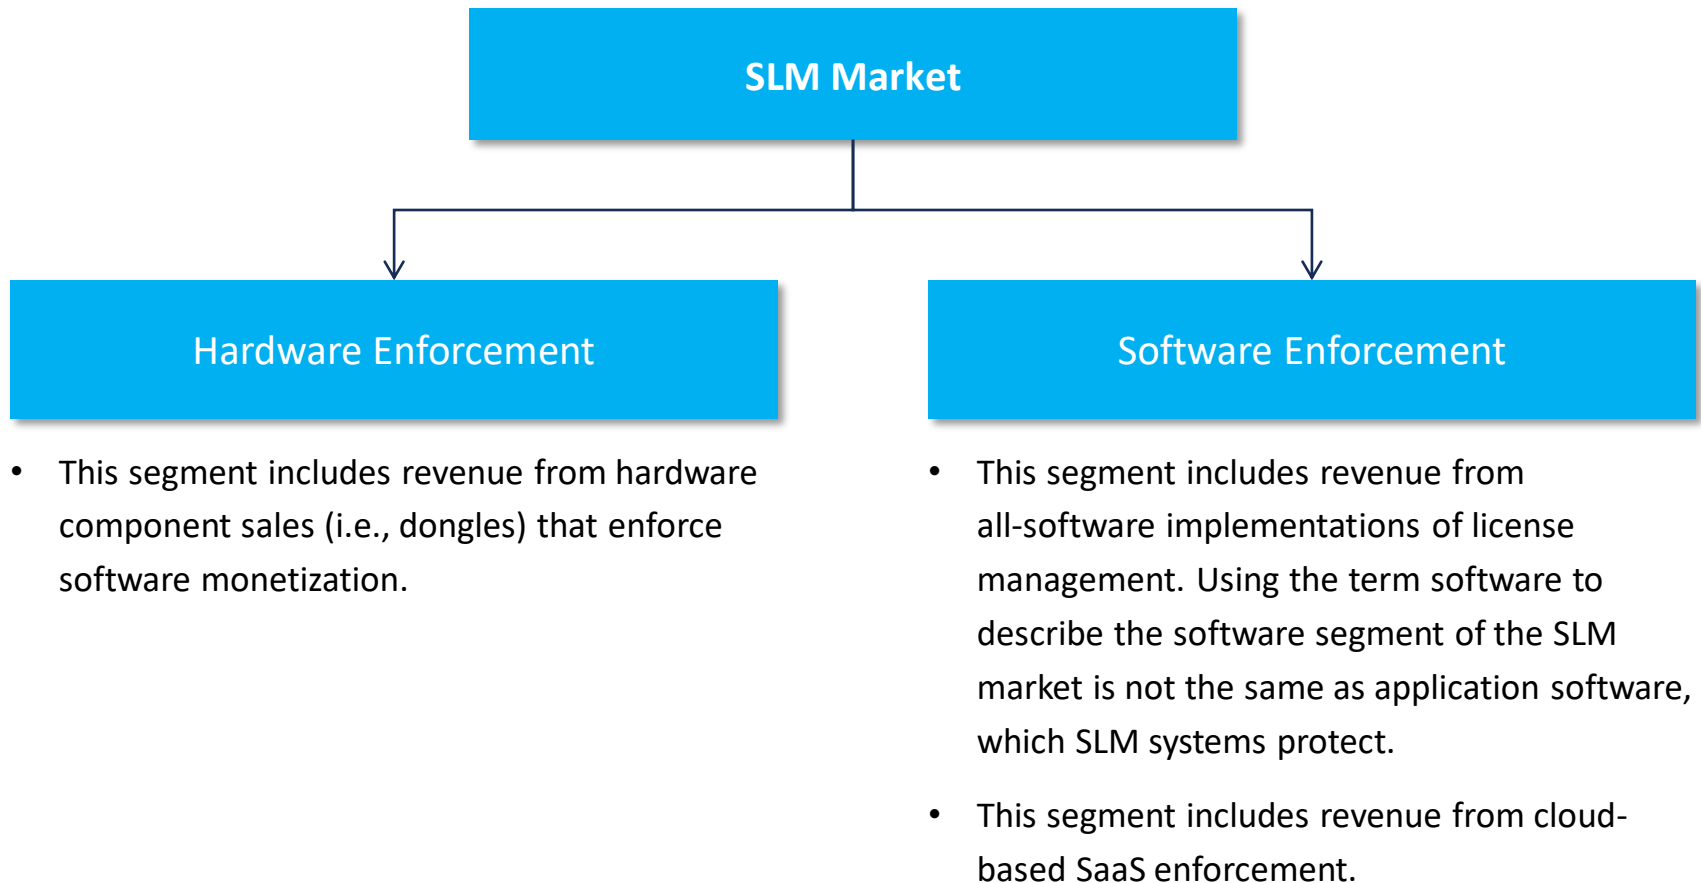 SLM Market
Hardware Enforcement
• This segment includes revenue from hardware
component sales (i.e., dongles) that enforce
software monetization.
Software Enforcement
• This segment includes revenue from
all-software implementations of license
management. Using the term software to
describe the software segment of the SLM
market is not the same as application software,
which SLM systems protect.
• This segment includes revenue from cloud-
based SaaS enforcement.